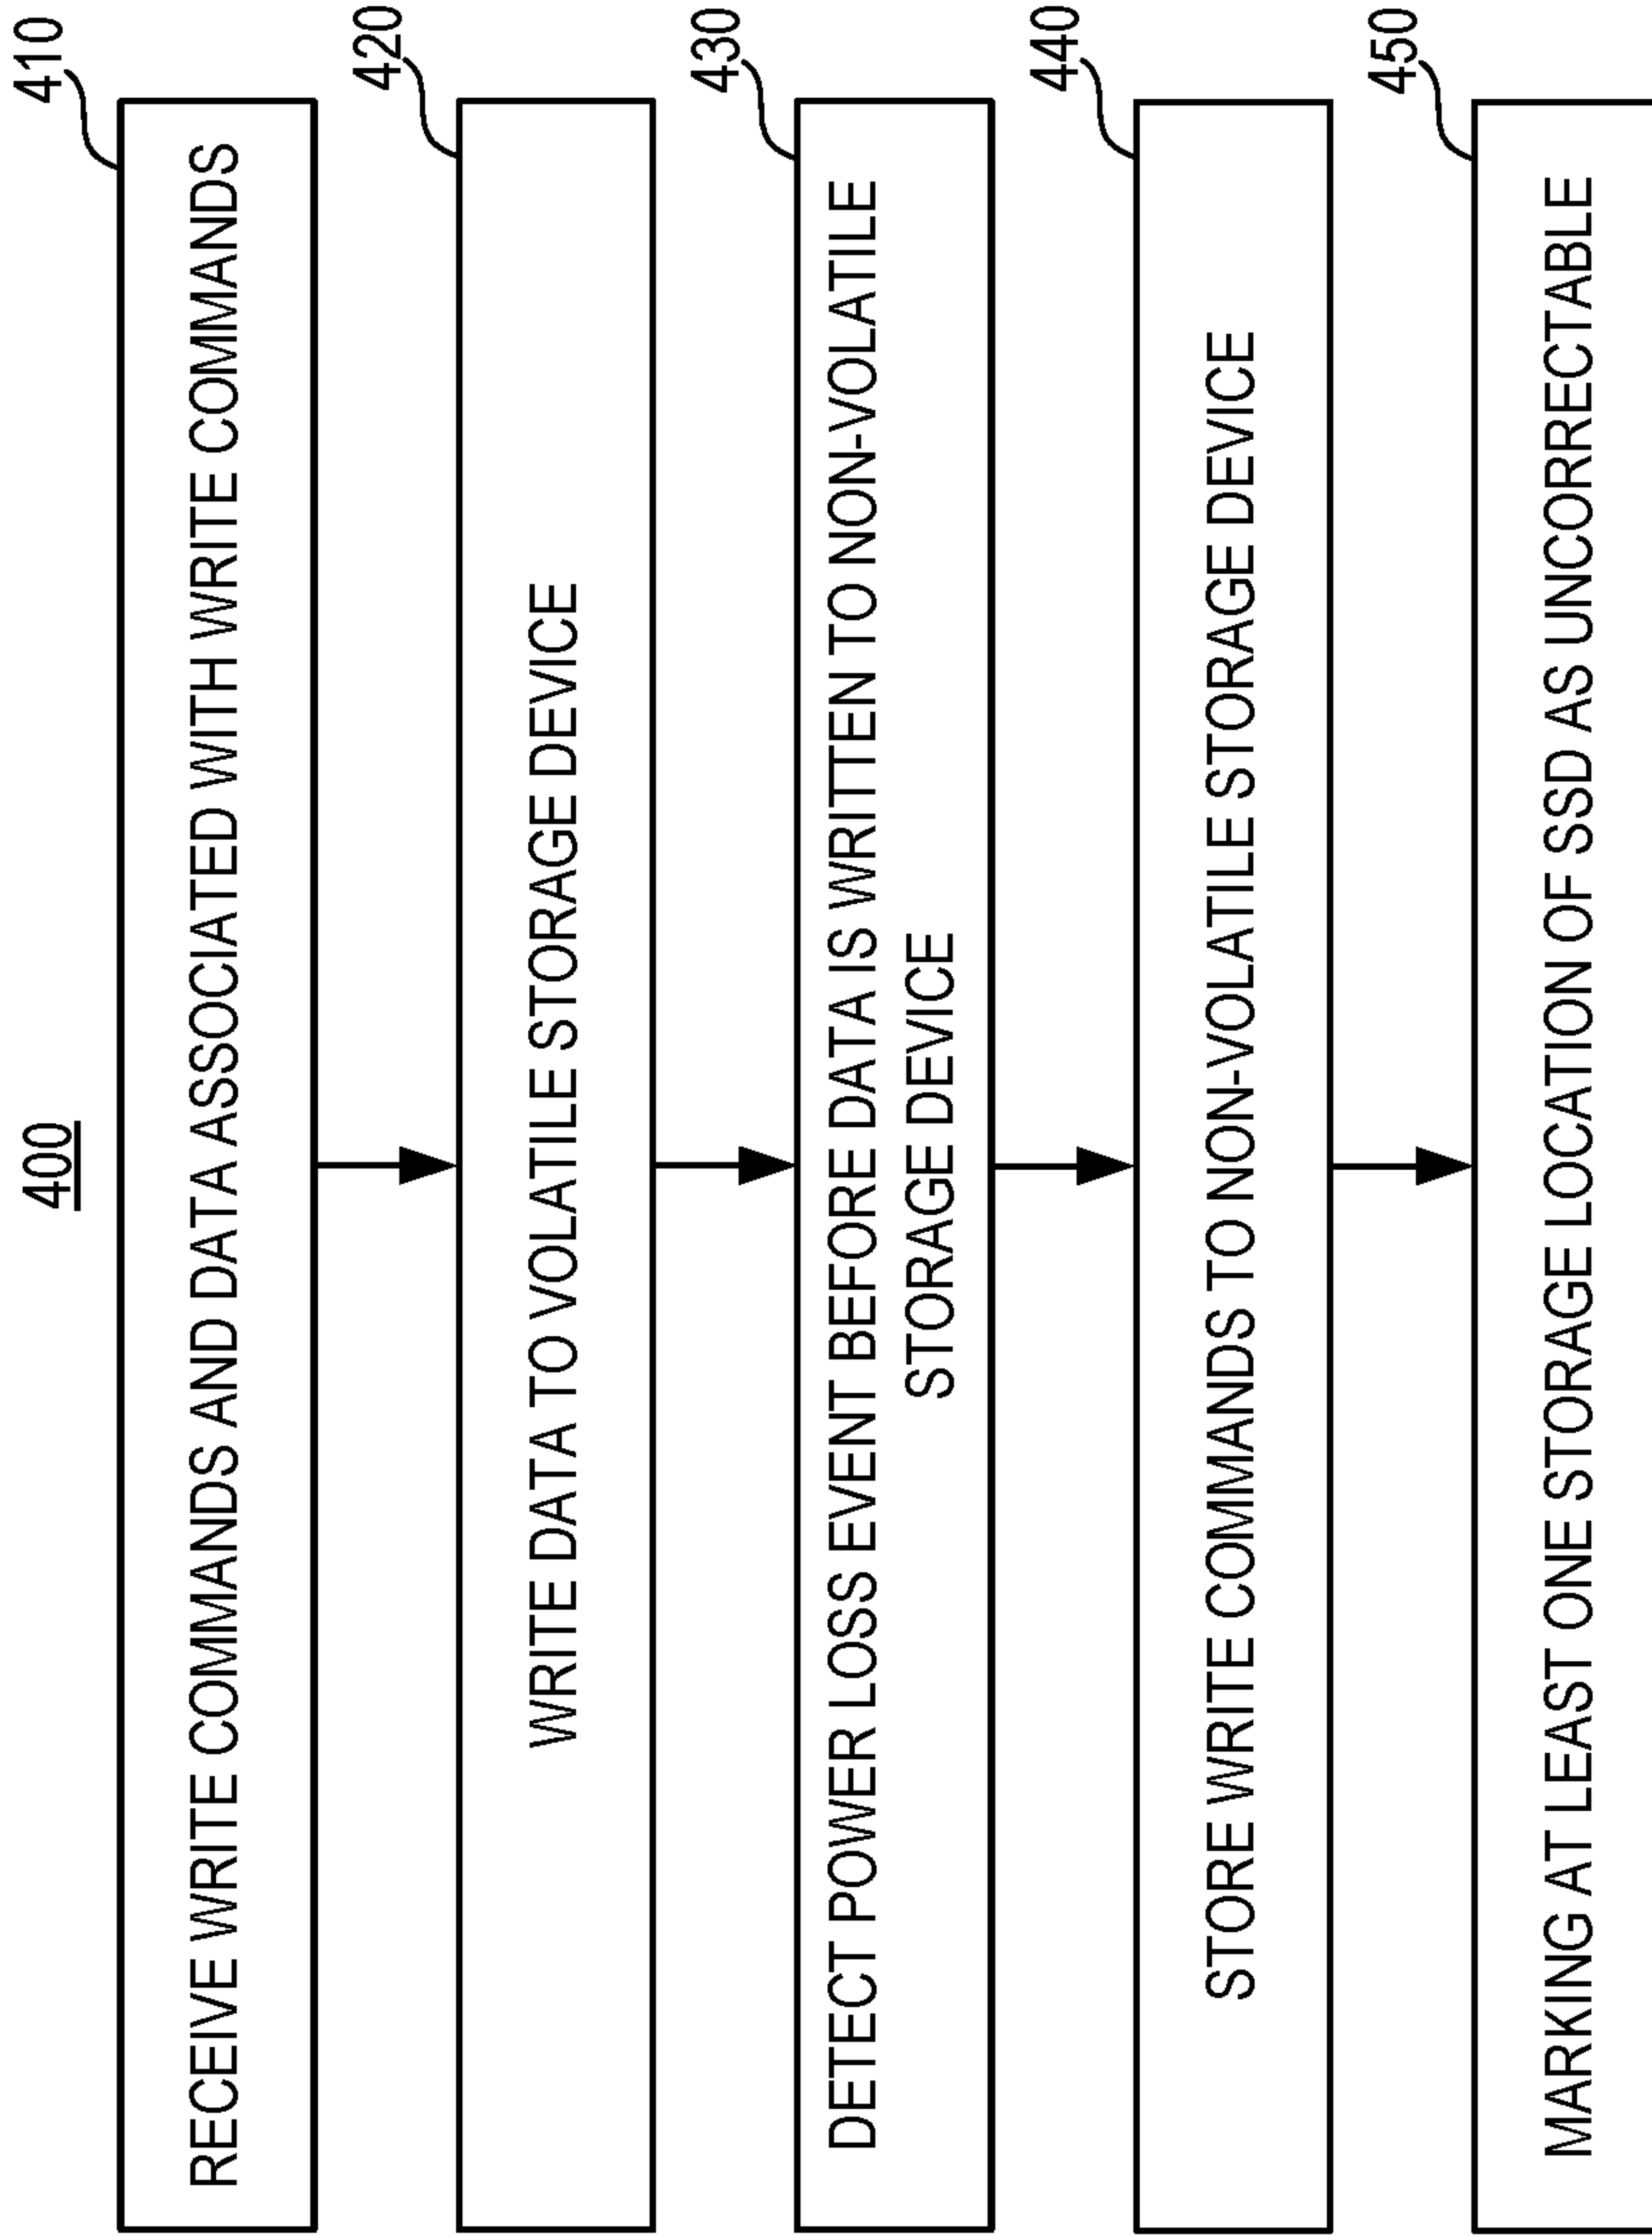 400
410
RECEIVE WRITE COMMANDS AND DATA ASSOCIATED WITH WRITE COMMANDS
420
WRITE DATA TO VOLATILE STORAGE DEVICE
430
DETECT POWER LOSS EVENT BEFORE DATA IS WRITTEN TO NON-VOLATILE
STORAGE DEVICE
440
STORE WRITE COMMANDS TO NON-VOLATILE STORAGE DEVICE
450
MARKING AT LEAST ONE STORAGE LOCATION OF SSD AS UNCORRECTABLE